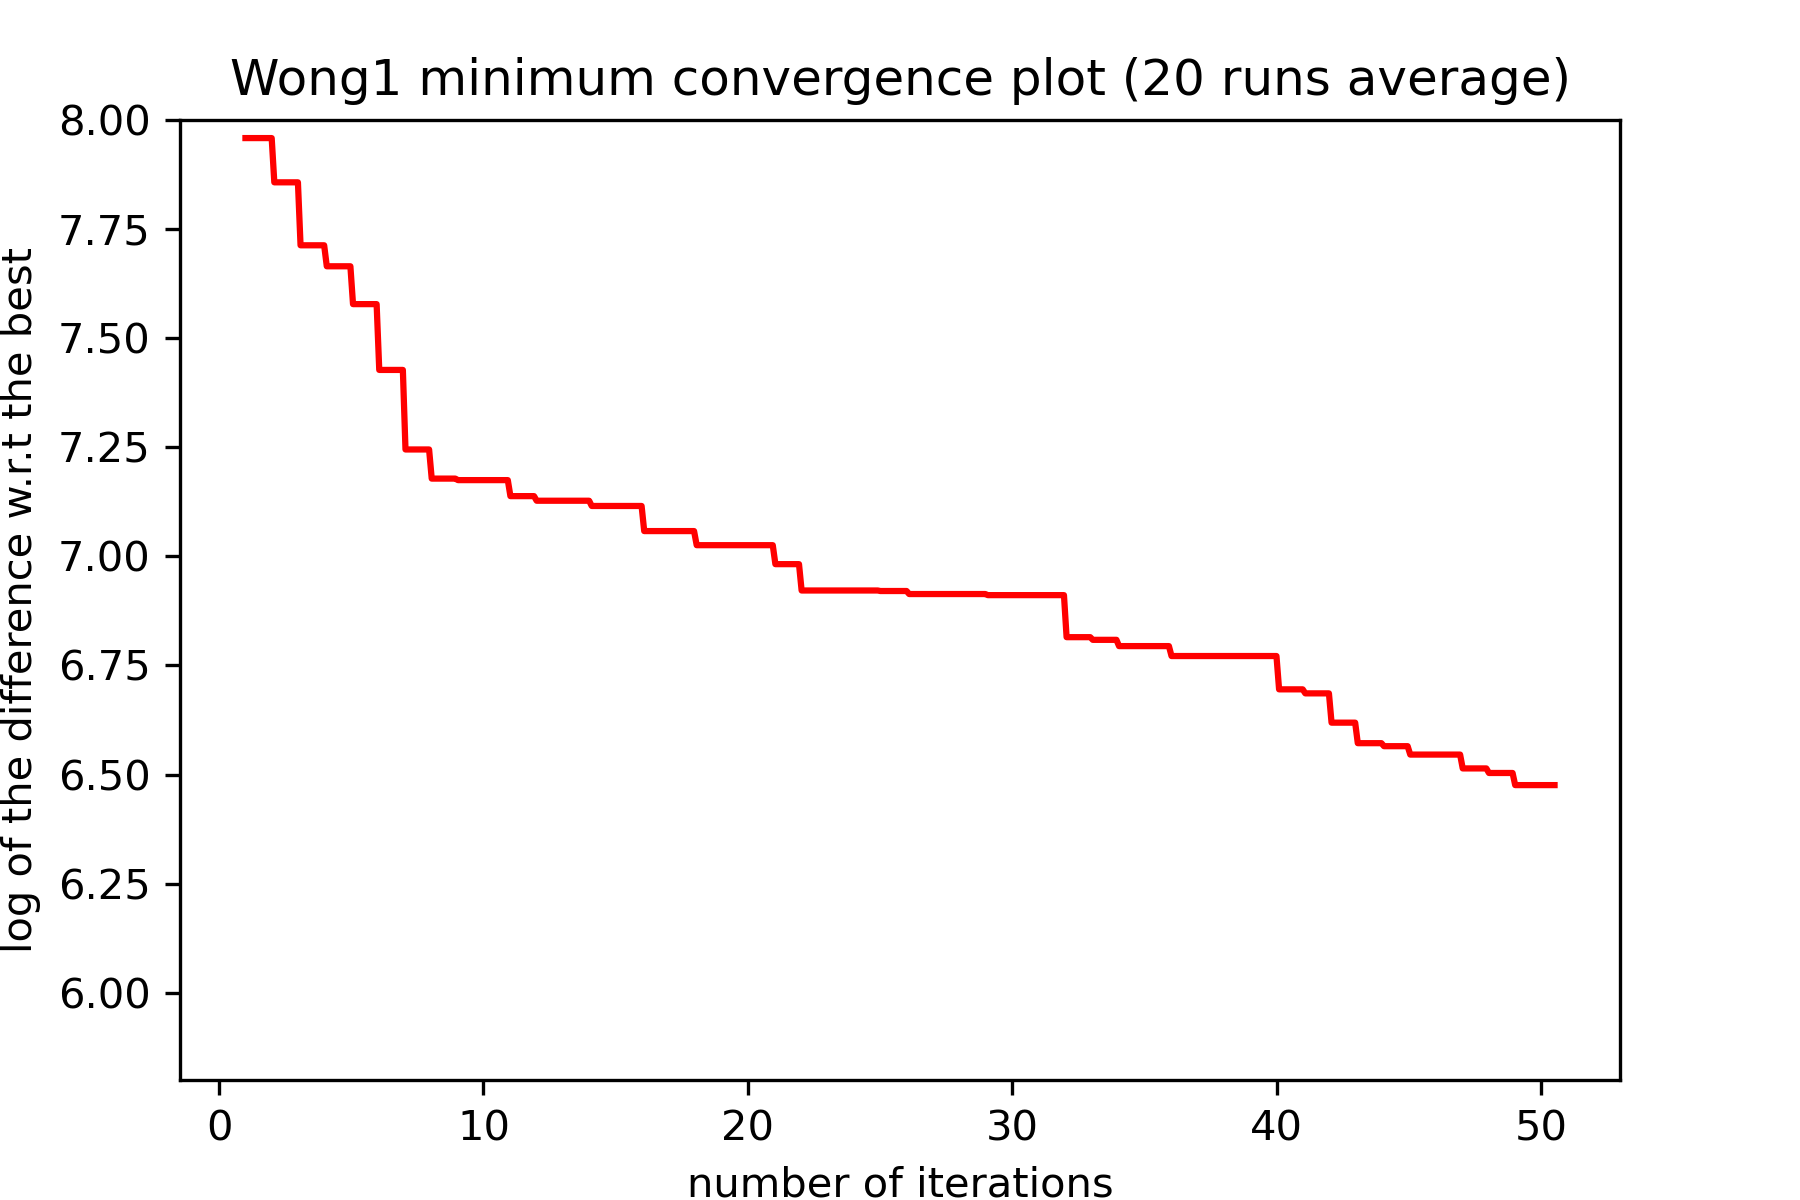 Wong1 minimum convergence plot (20 runs average)
log of the difference w.r.t the best
8.00
7.75
7.50
7.25
7.00
6.75
6.50
6.25
6.00
0 10 20 30 40 50
number of iterations